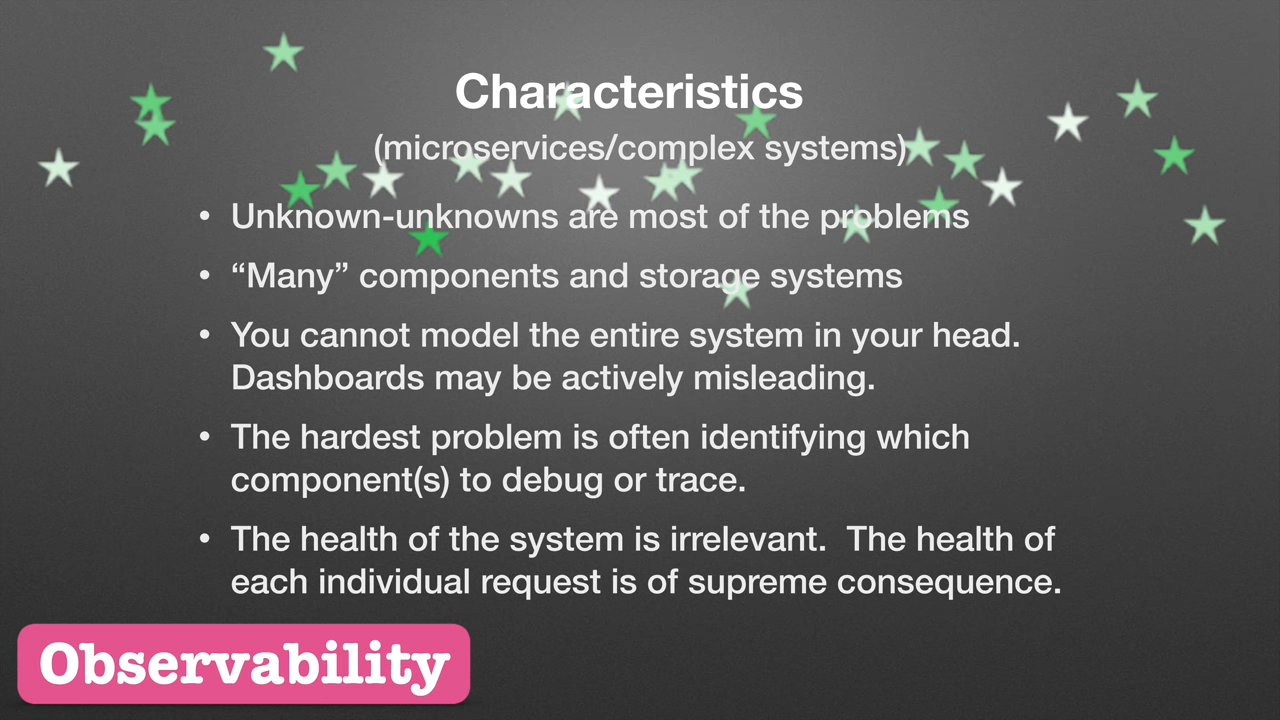 Characteristics
(microservices/complex systems)
• Unknown-unknowns are most of the problems
• “Many” components and storage systems
• You cannot model the entire system in your head.
Dashboards may be actively misleading.
• The hardest problem is often identifying which
component(s) to debug or trace.
• The health of the system is irrelevant.  The health of
each individual request is of supreme consequence.
Observability